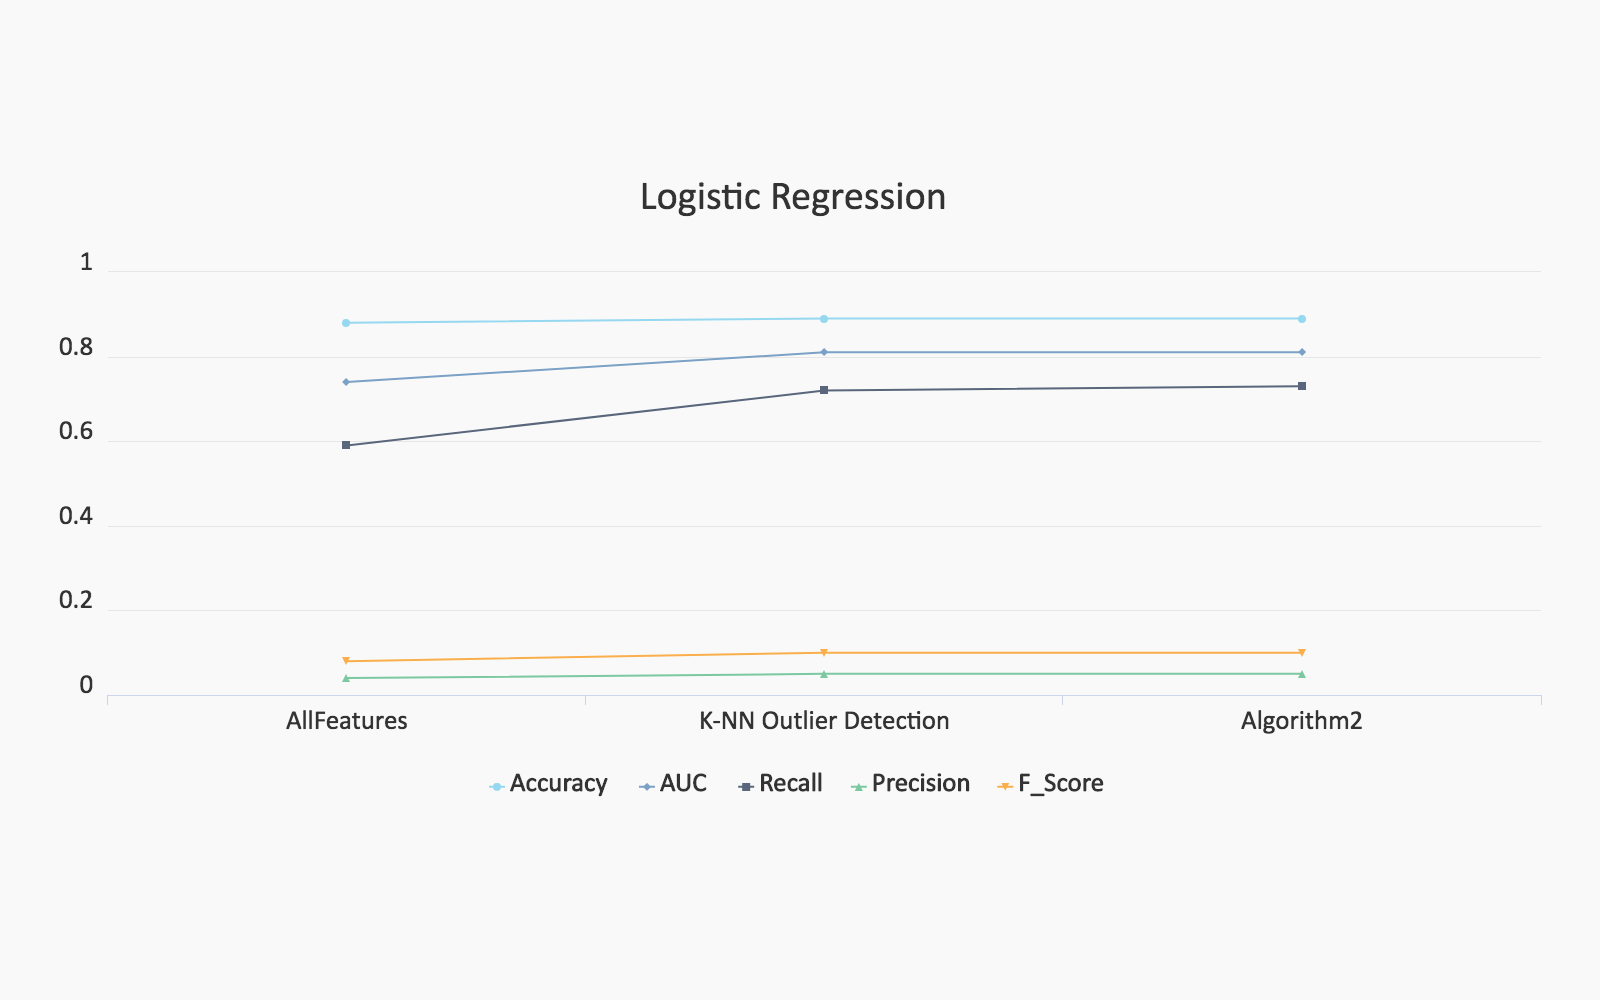 Logistic Regression
1
0.8
0.6
0.4
0.2
0
AllFeatures K-NN Outlier Detection Algorithm2
Accuracy AUC Recall Precision F_Score